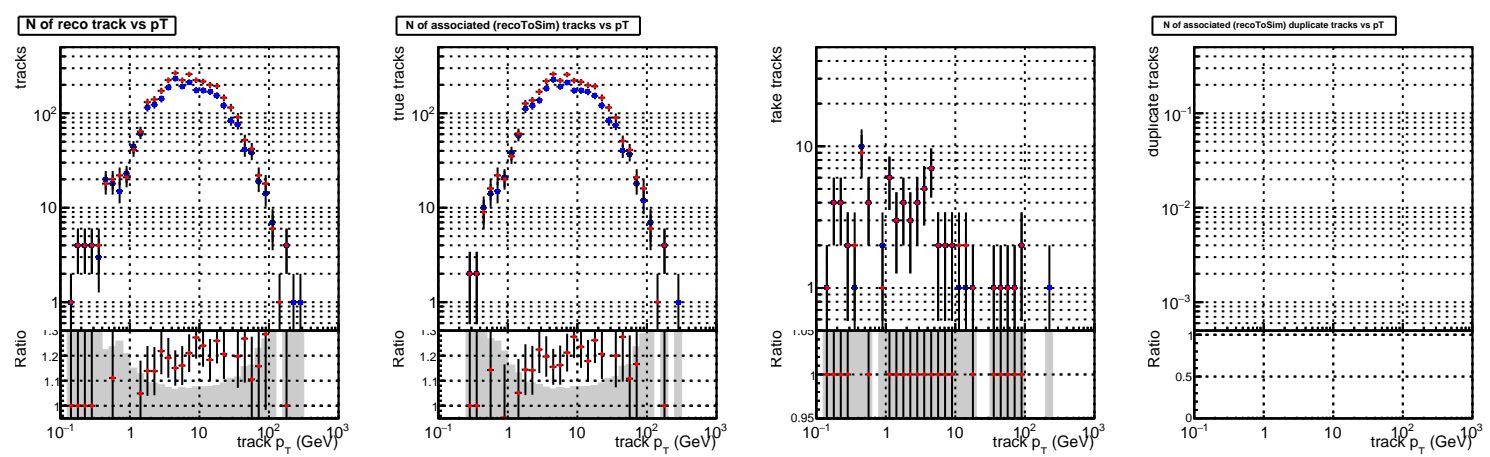 N of reco track vs pT
tracks
10²
10
1
Ratio
1.3
1.2
1.1
1
10⁻¹ 1 10 10² 10³
track p_T (GeV)
N of associated (recoToSim) tracks vs pT
true tracks
10²
10
1
Ratio
1.3
1.2
1.1
1
10⁻¹ 1 10 10² 10³
track p_T (GeV)
fake tracks
10
1
Ratio
1.05
1
0.95
10⁻¹ 1 10 10² 10³
track p_T (GeV)
N of associated (recoToSim) duplicate tracks vs pT
duplicate tracks
10⁻¹
10⁻²
10⁻³
Ratio
1
0.5
0
10⁻¹ 1 10 10² 10³
track p_T (GeV)